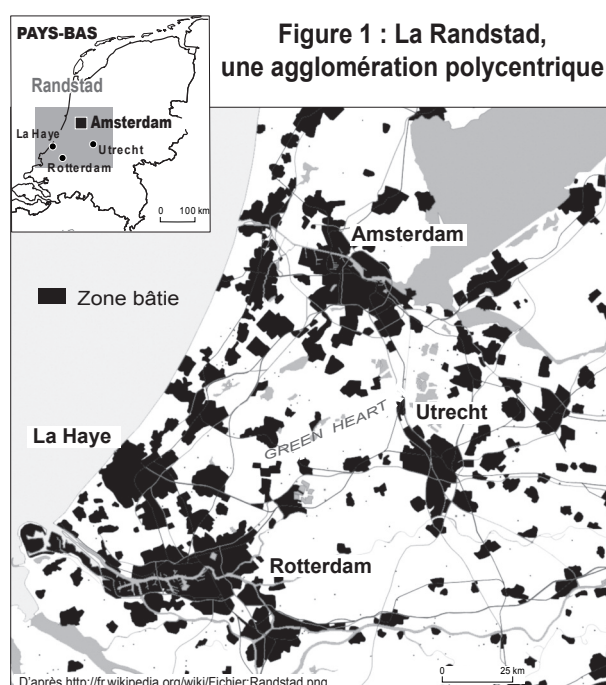 Figure 1 : La Randstad,
une agglomération polycentrique
PAYS-BAS
Randstad
Amsterdam
La Haye
Utrecht
Rotterdam
0 100 km
Amsterdam
Zone bâtie
Utrecht
GREEN HEART
La Haye
Rotterdam
0 25 km
D'après http://fr.wikipedia.org/wiki/Fichier:Randstad.png